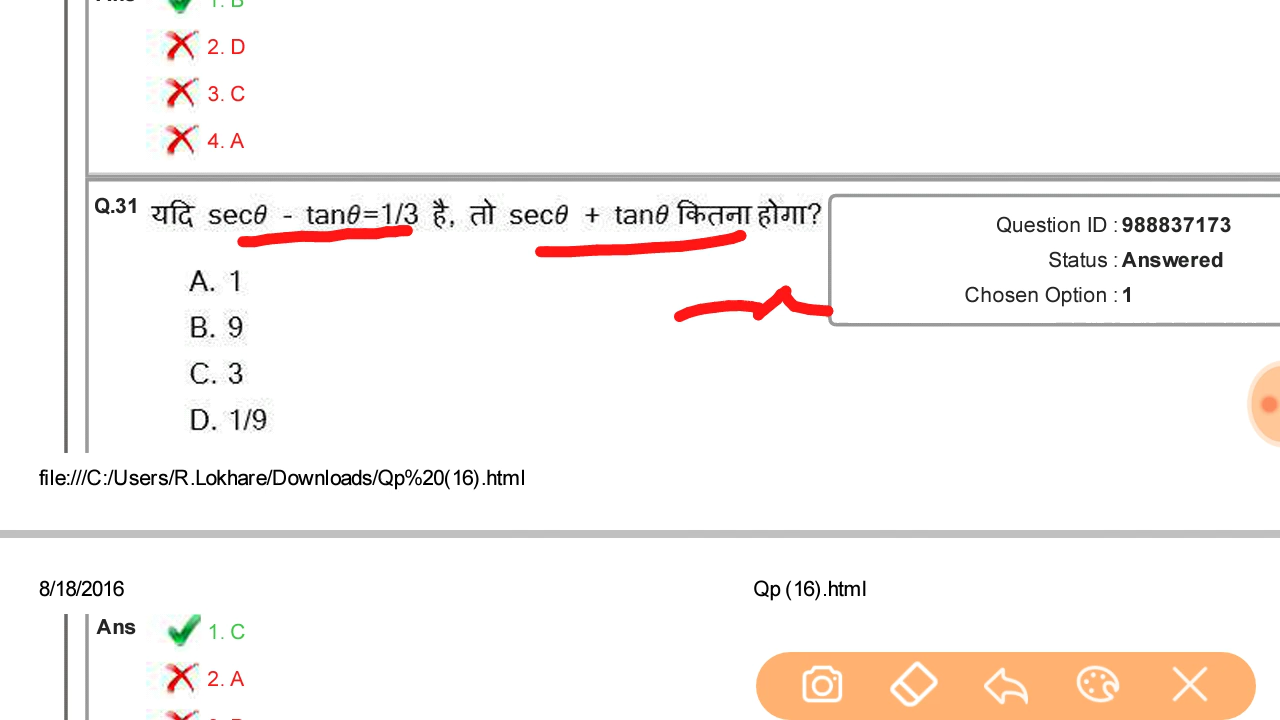 1. B
2. D
3. C
4. A
Q.31 यदि secθ - tanθ=1/3 है, तो secθ + tanθ कितना होगा?
Question ID : 988837173
Status : Answered
Chosen Option : 1
A. 1
B. 9
C. 3
D. 1/9
file:///C:/Users/R.Lokhare/Downloads/Qp%20(16).html
8/18/2016 Qp (16).html
Ans 1. C
2. A